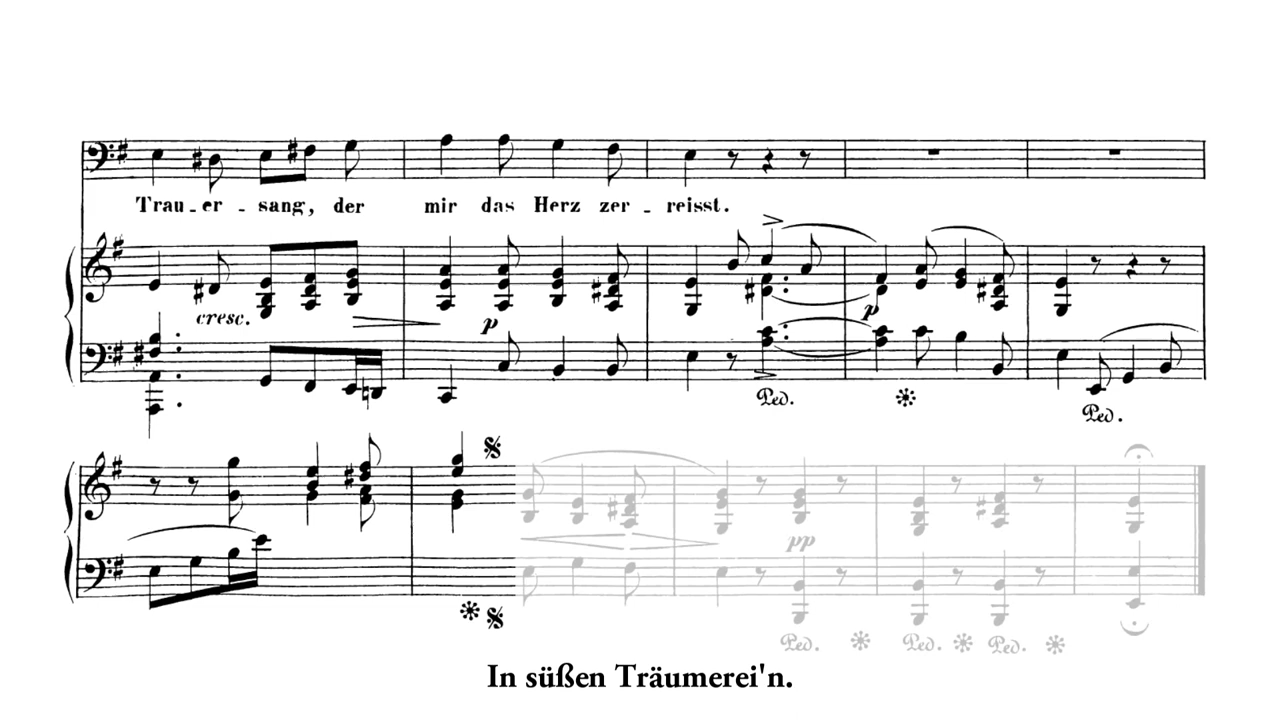 Trau-er-sang, der mir das Herz zer-reisst.
cresc. p
p
Ped. Ped.
pp
Ped. Ped. Ped.
In süßen Träumerei'n.